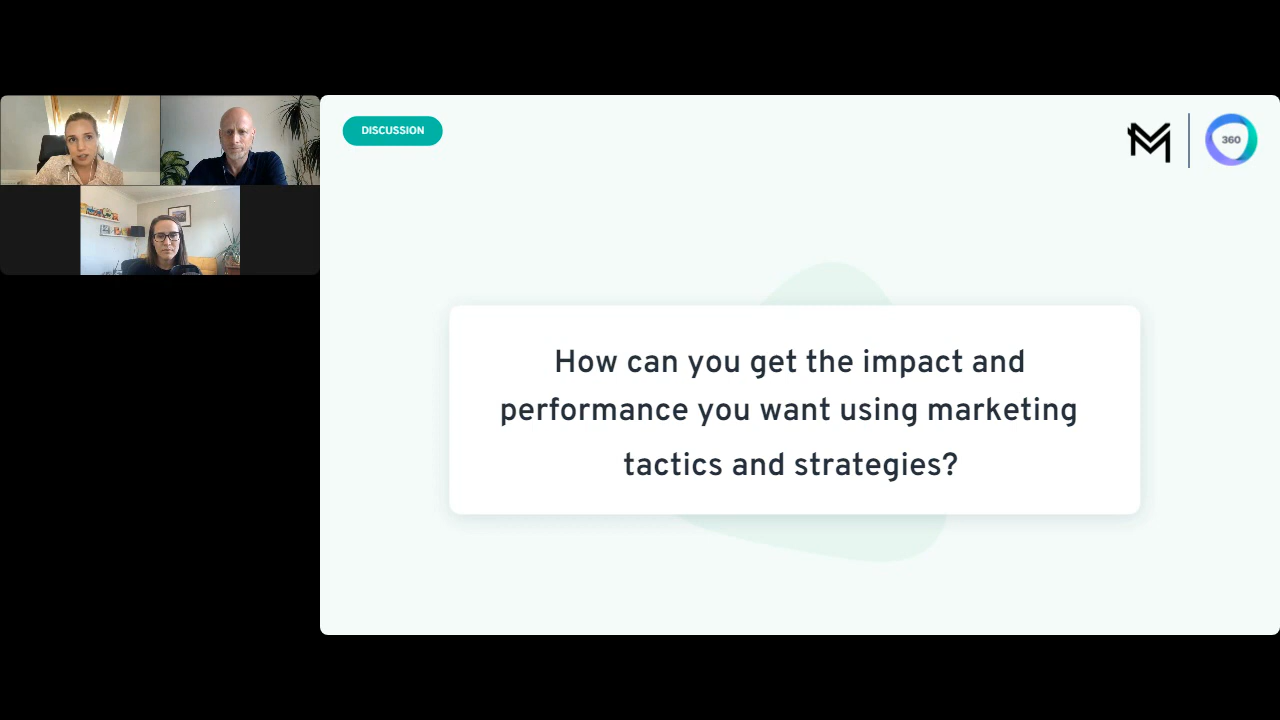 DISCUSSION
360
How can you get the impact and
performance you want using marketing
tactics and strategies?